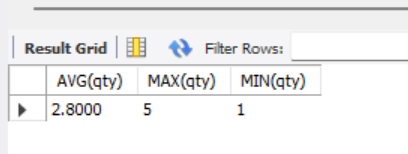 Result Grid Filter Rows:
AVG(qty) MAX(qty) MIN(qty)
2.8000 5 1